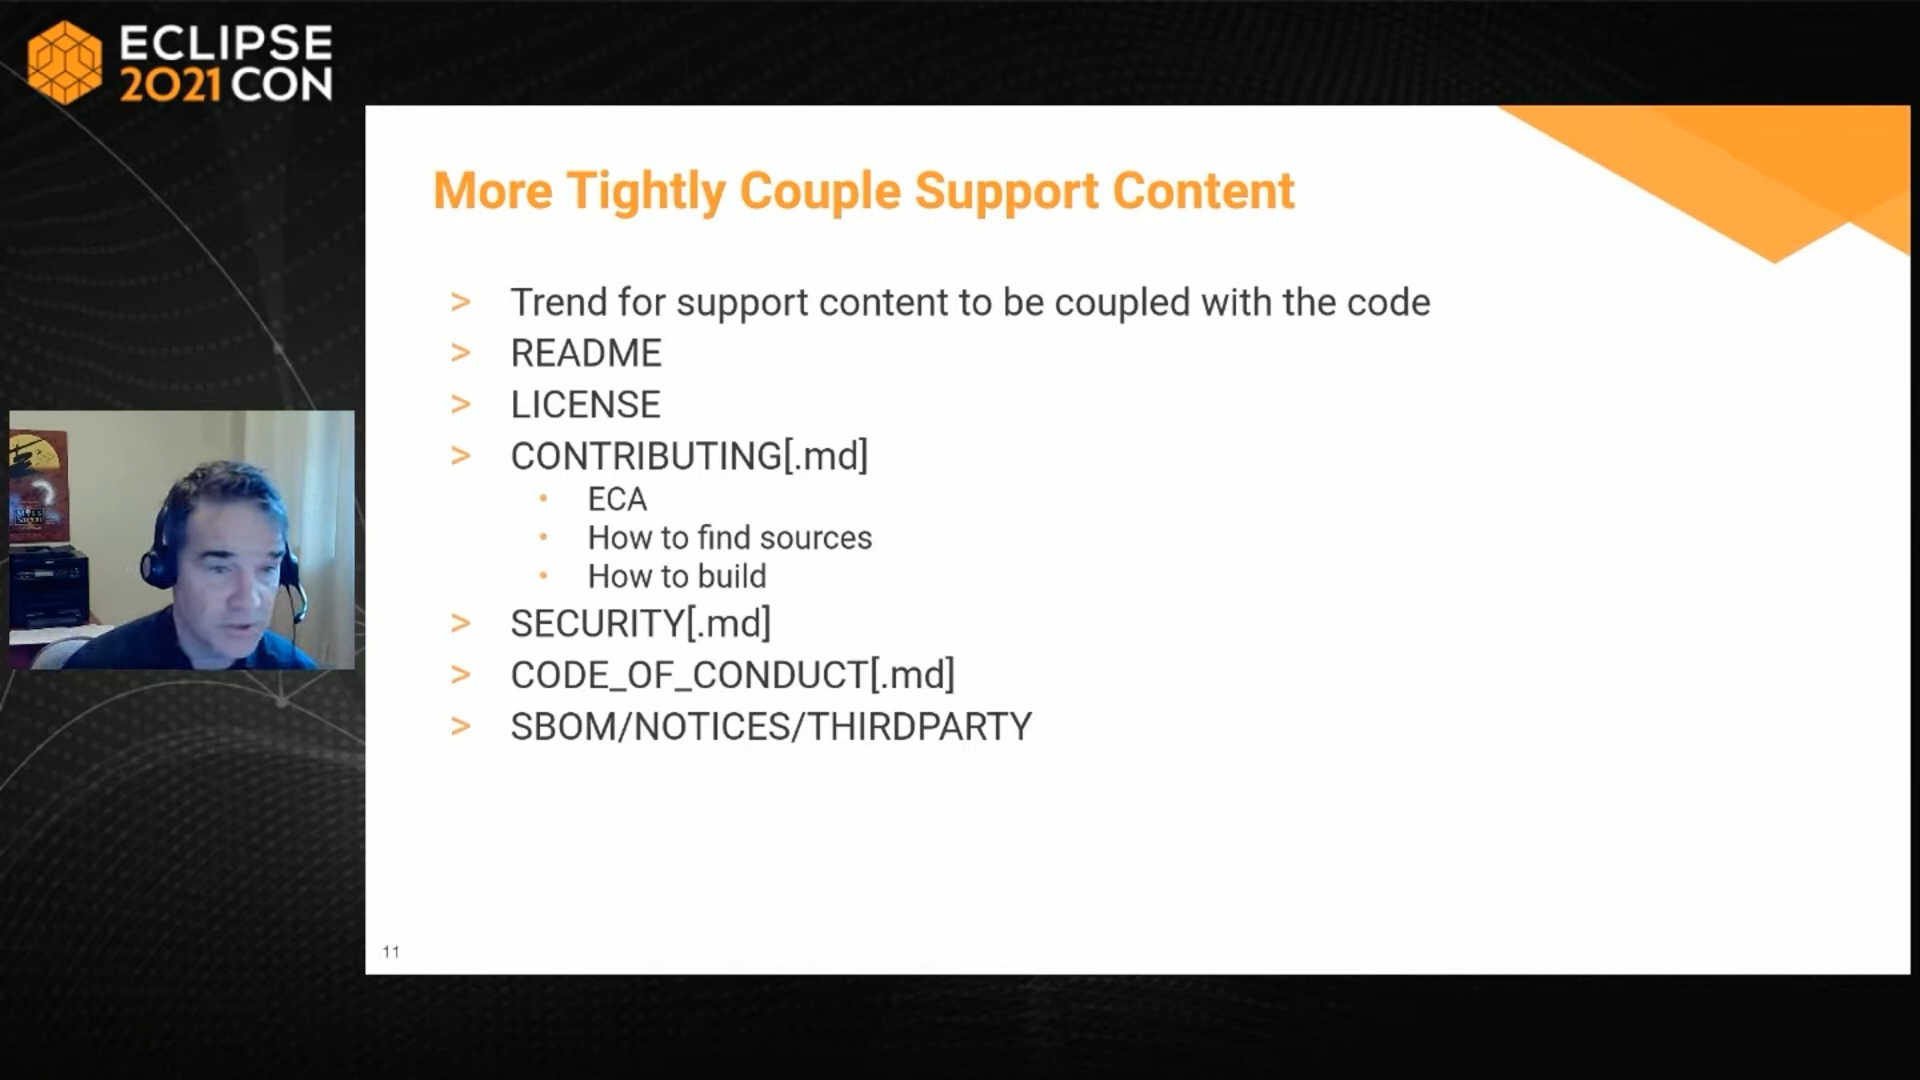 ECLIPSE
2021 CON
More Tightly Couple Support Content
> Trend for support content to be coupled with the code
> README
> LICENSE
> CONTRIBUTING[.md]
• ECA
• How to find sources
• How to build
> SECURITY[.md]
> CODE_OF_CONDUCT[.md]
> SBOM/NOTICES/THIRDPARTY
11
MISS
SAIGON